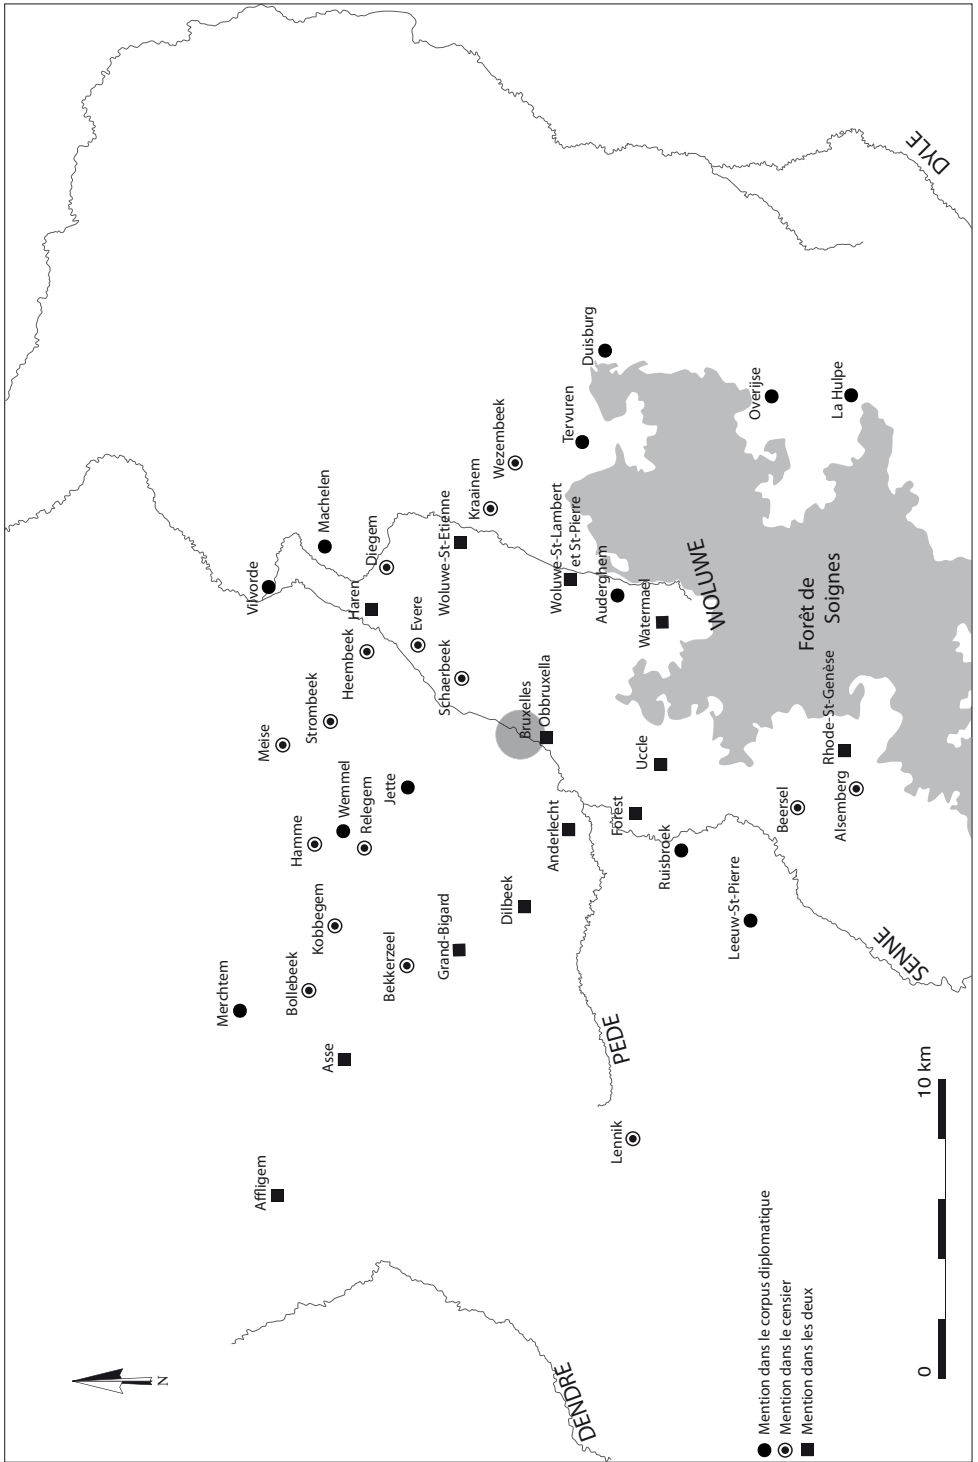 Merchtem
Vilvorde
Affligem
Meise
Bollebeek
Hamme
Machelen
Asse
Kobbegem
Wemmel
Strombeek
Relegem
Heembeek
Haren
Diegem
Bekkerzeel
Jette
Evere
Grand-Bigard
Schaerbeek
Woluwe-St-Etienne
Kraainem
Wezembeek
Dilbeek
Bruxelles
Obbruxella
Anderlecht
Woluwe-St-Lambert
et St-Pierre
Tervuren
Duisburg
Lennik
PEDE
Forest
Uccle
Auderghem
Watermael
Ruisbroek
WOLUWE
Leeuw-St-Pierre
Beersel
Overijse
Alsemberg
Rhode-St-Genèse
Forêt de
Soignes
La Hulpe
DENDRE
SENNE
DYLE
N
Mention dans le corpus diplomatique
Mention dans le censier
Mention dans les deux
0
10 km